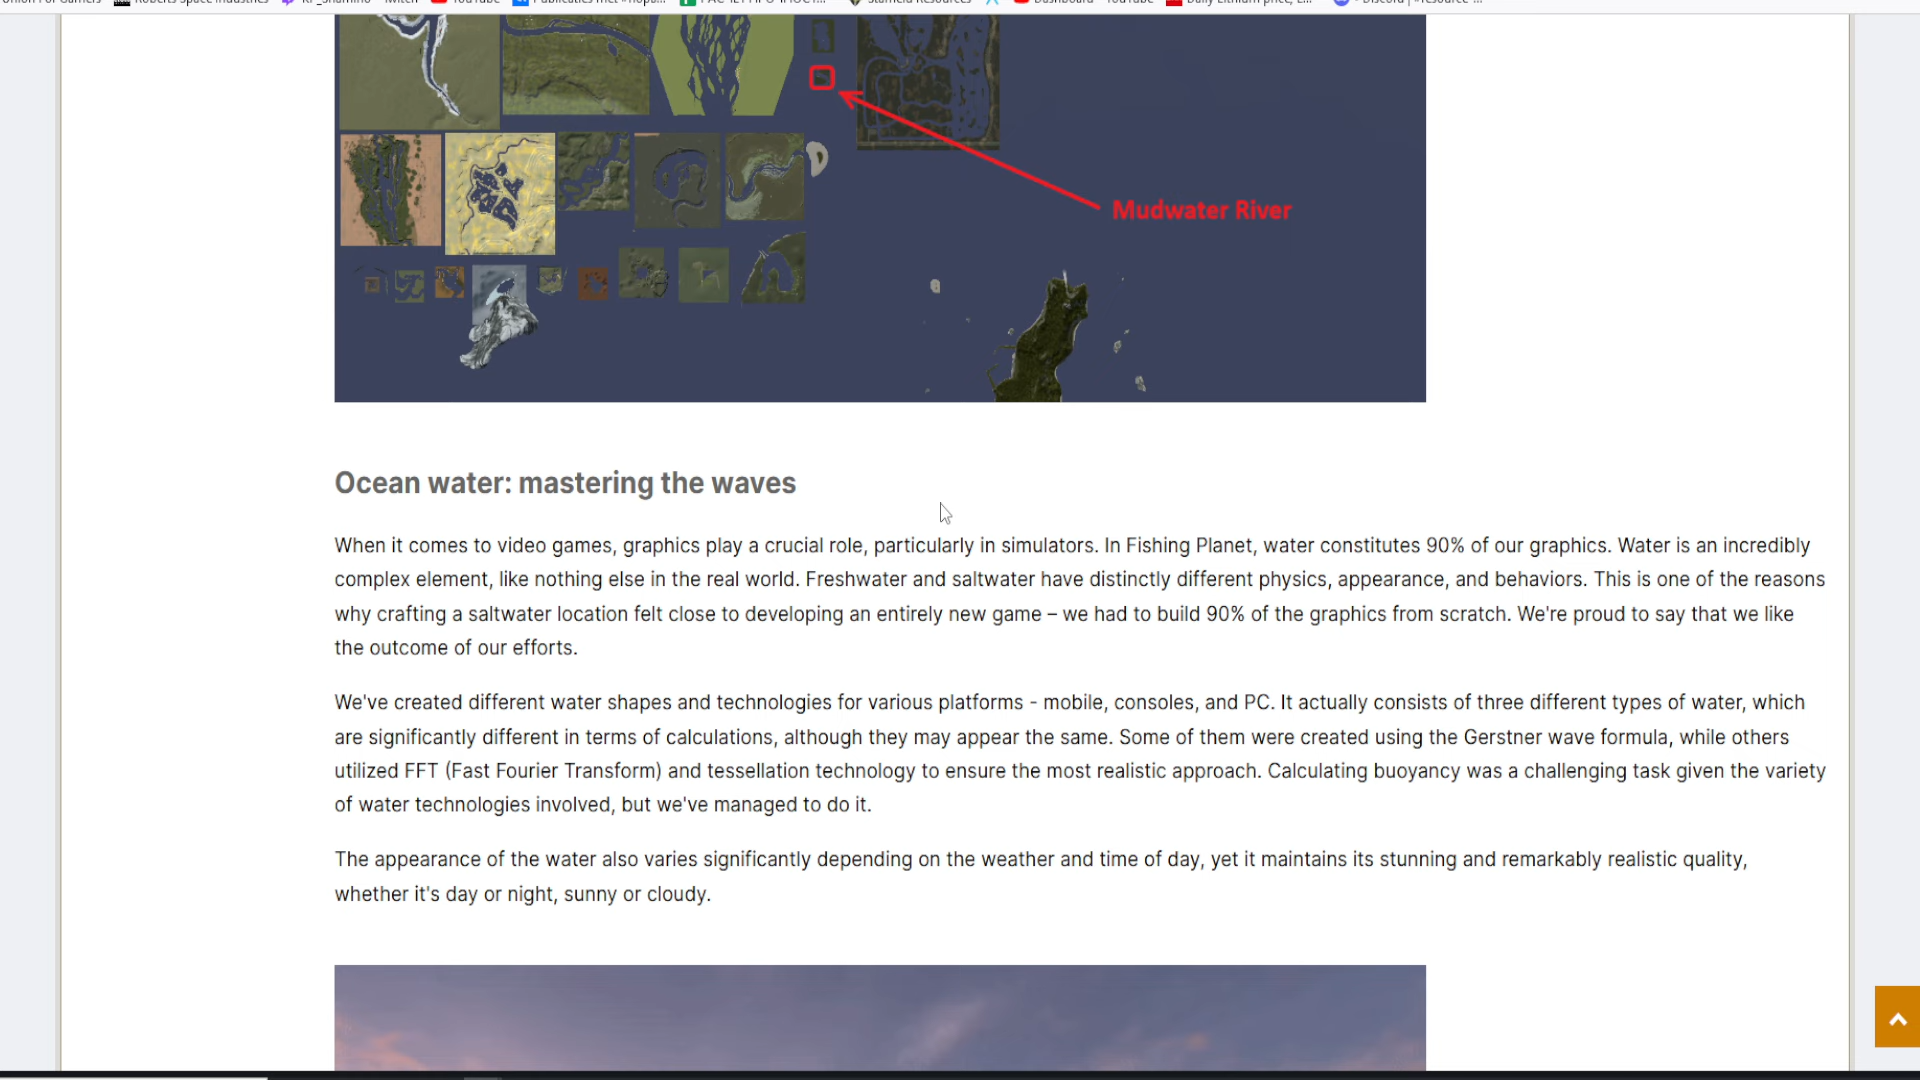 Mudwater River
Ocean water: mastering the waves
When it comes to video games, graphics play a crucial role, particularly in simulators. In Fishing Planet, water constitutes 90% of our graphics. Water is an incredibly
complex element, like nothing else in the real world. Freshwater and saltwater have distinctly different physics, appearance, and behaviors. This is one of the reasons
why crafting a saltwater location felt close to developing an entirely new game – we had to build 90% of the graphics from scratch. We're proud to say that we like
the outcome of our efforts.
We've created different water shapes and technologies for various platforms - mobile, consoles, and PC. It actually consists of three different types of water, which
are significantly different in terms of calculations, although they may appear the same. Some of them were created using the Gerstner wave formula, while others
utilized FFT (Fast Fourier Transform) and tessellation technology to ensure the most realistic approach. Calculating buoyancy was a challenging task given the variety
of water technologies involved, but we've managed to do it.
The appearance of the water also varies significantly depending on the weather and time of day, yet it maintains its stunning and remarkably realistic quality,
whether it's day or night, sunny or cloudy.